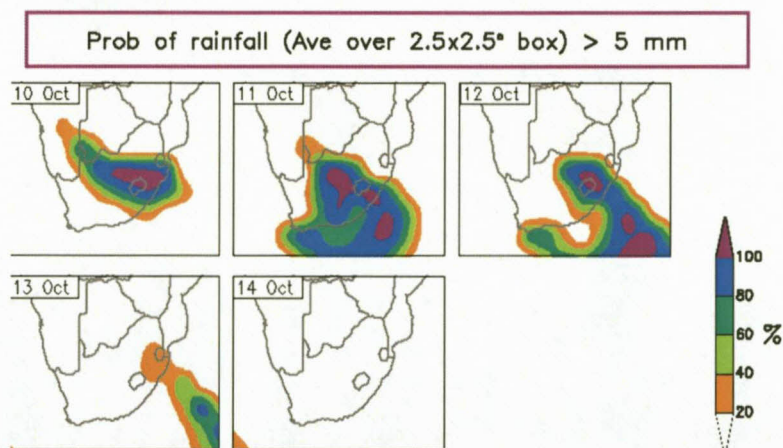 Prob of rainfall (Ave over 2.5x2.5° box) > 5 mm
10 Oct
11 Oct
12 Oct
13 Oct
14 Oct
100
80
60 %
40
20